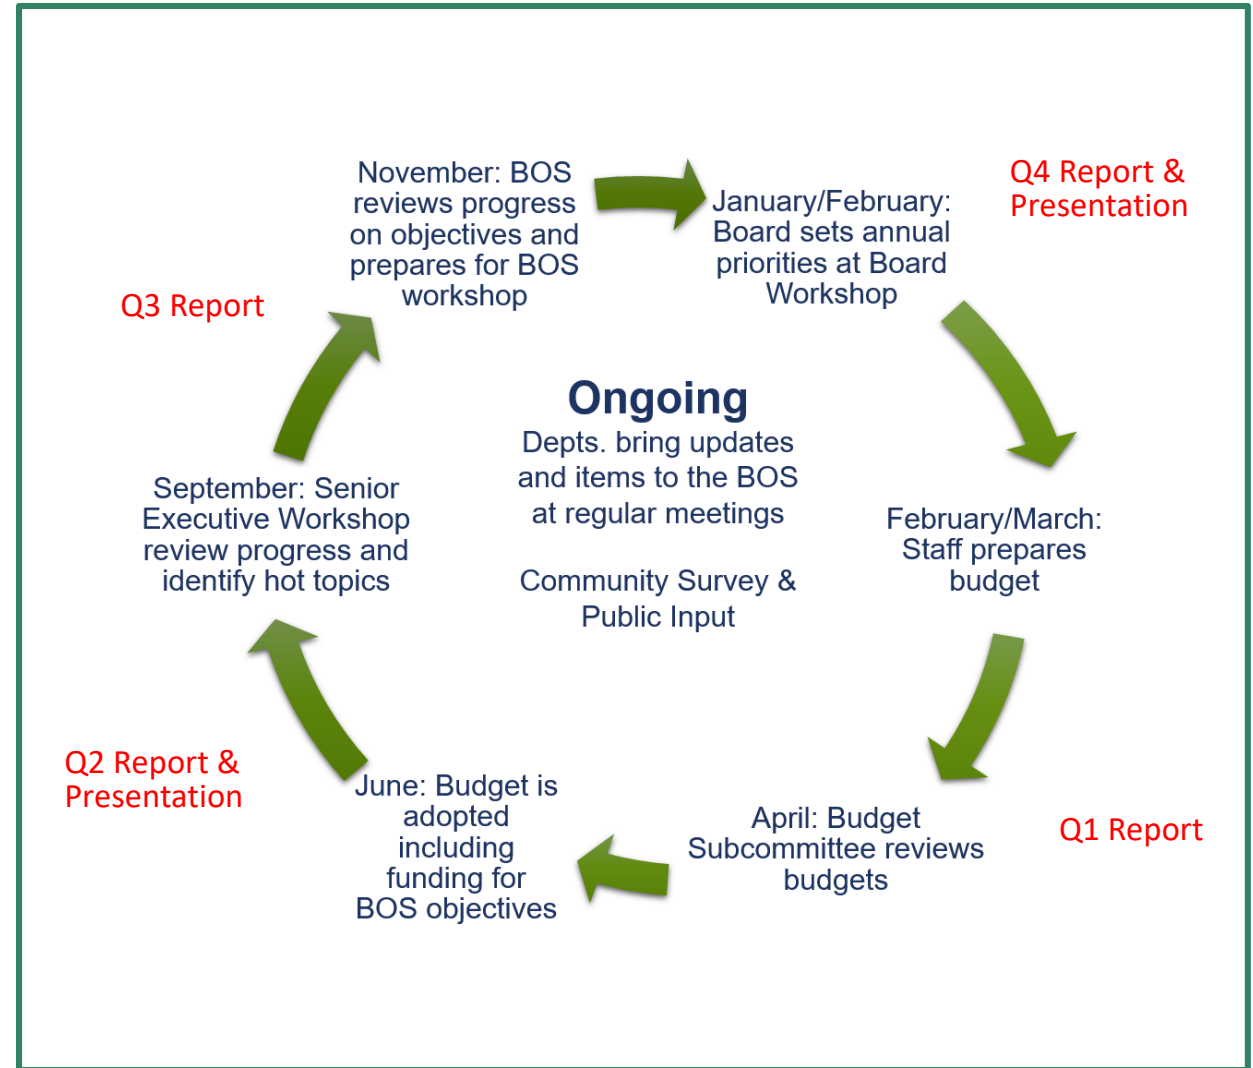 November: BOS
reviews progress
on objectives and
prepares for BOS
workshop
January/February:
Board sets annual
priorities at Board
Workshop
Q4 Report &
Presentation
Q3 Report
Ongoing
Depts. bring updates
and items to the BOS
at regular meetings
Community Survey &
Public Input
September: Senior
Executive Workshop
review progress and
identify hot topics
February/March:
Staff prepares
budget
Q2 Report &
Presentation
June: Budget is
adopted
including
funding for
BOS objectives
April: Budget
Subcommittee reviews
budgets
Q1 Report